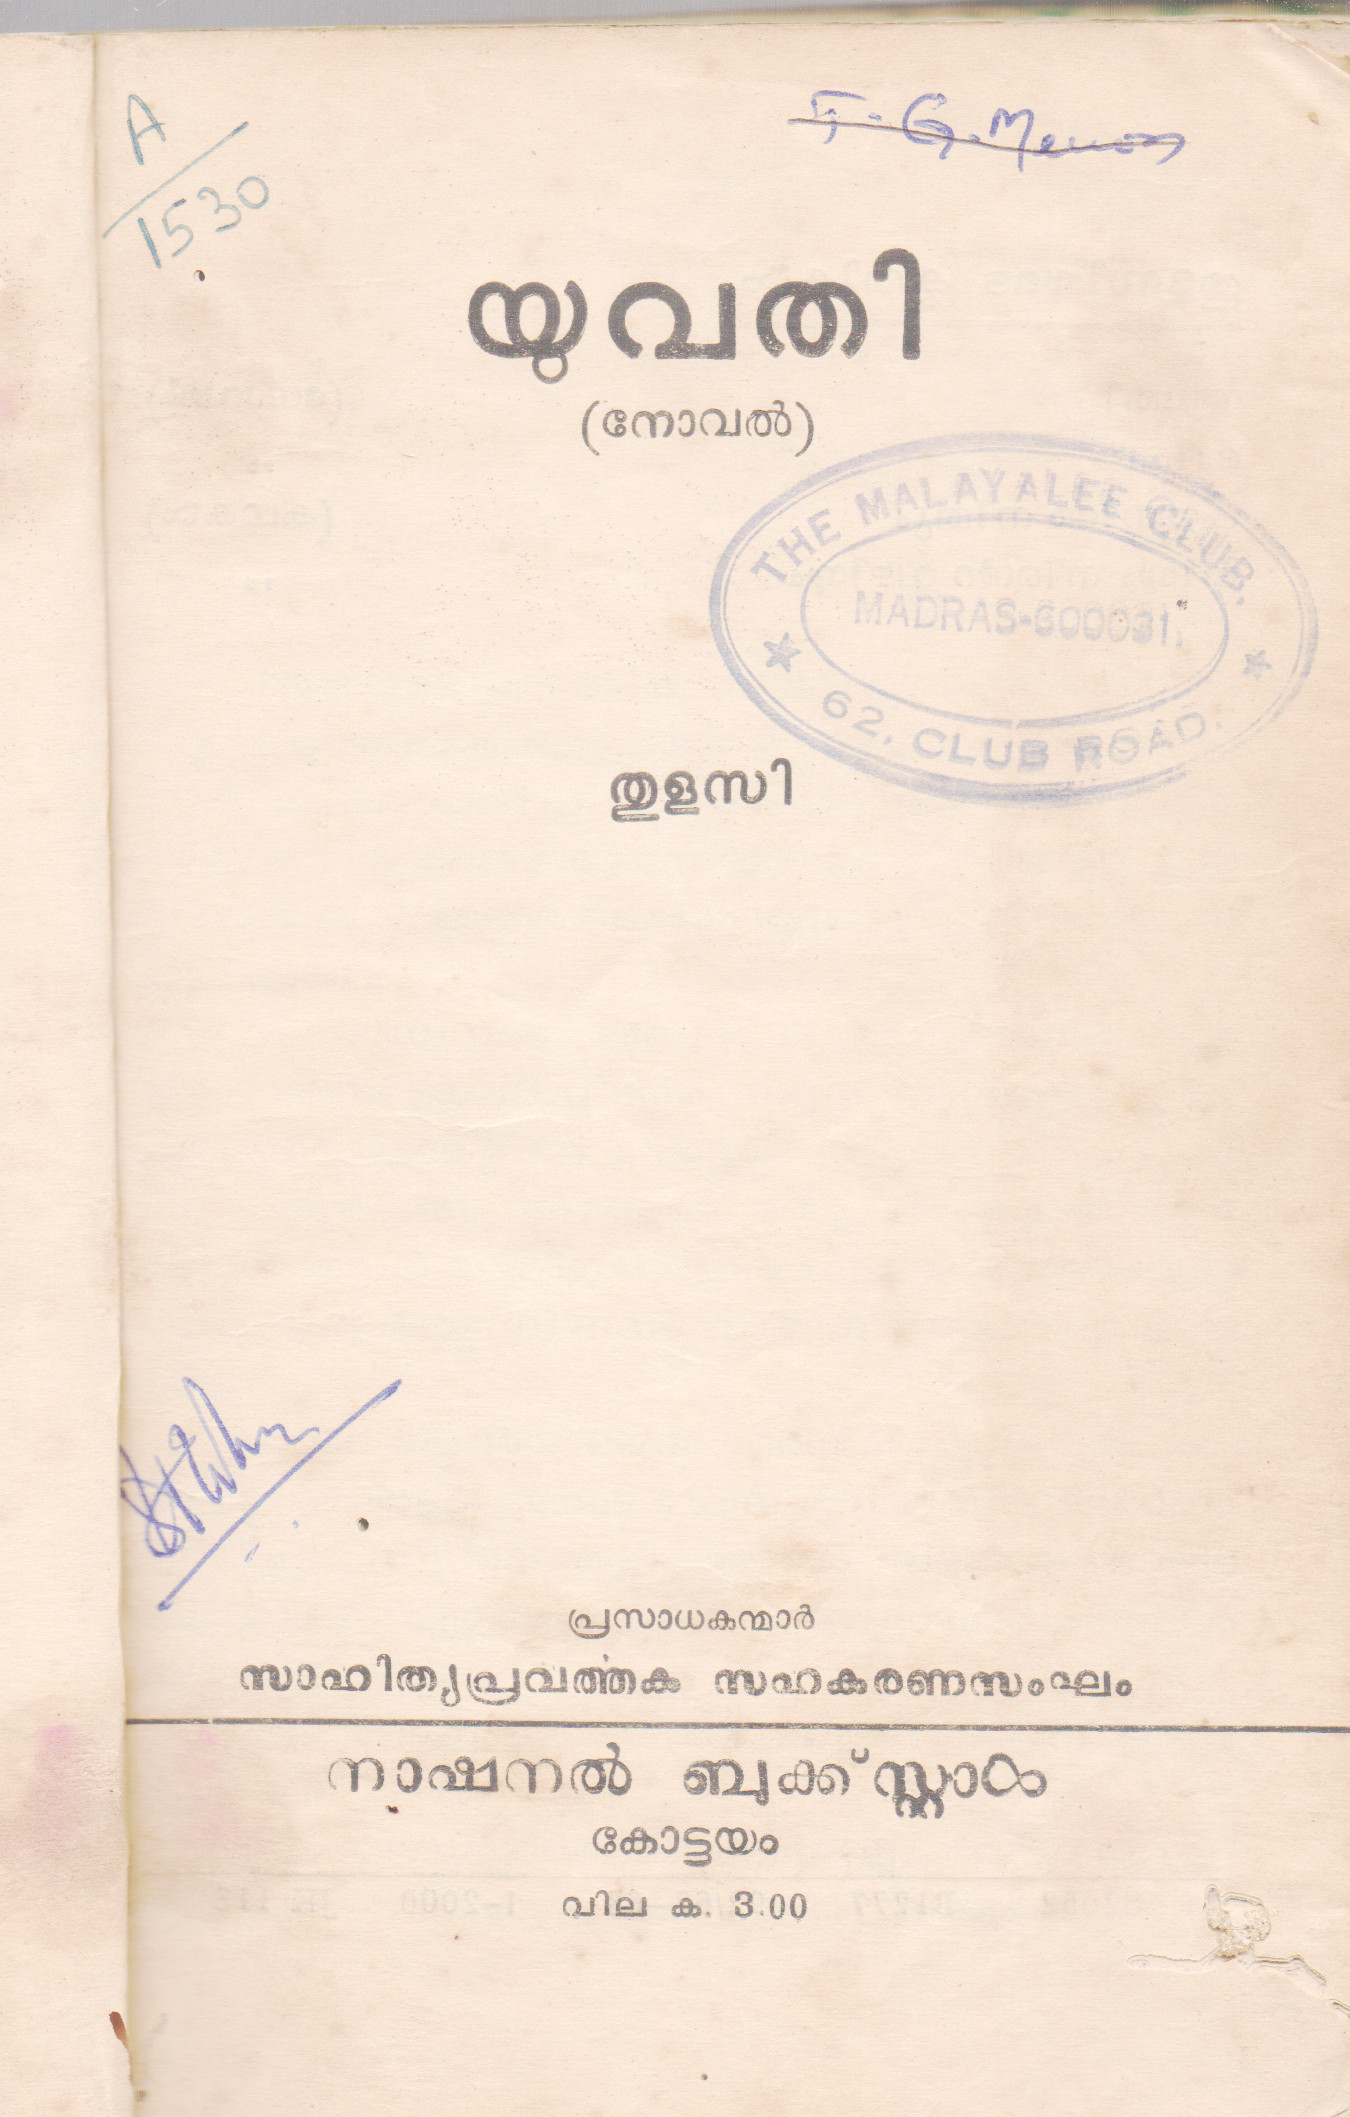 A
1530
G. Menon
യുവതി
(നോവൽ)
THE MALAYALEE CLUB,
MADRAS-600031.
62, CLUB ROAD.
തുളസി
പ്രസാധകന്മാർ
സാഹിത്യപ്രവർത്തക സഹകരണസംഘം
നാഷനൽ ബുക്ക്സ്റ്റാൾ
കോട്ടയം
വില ക. 3.00